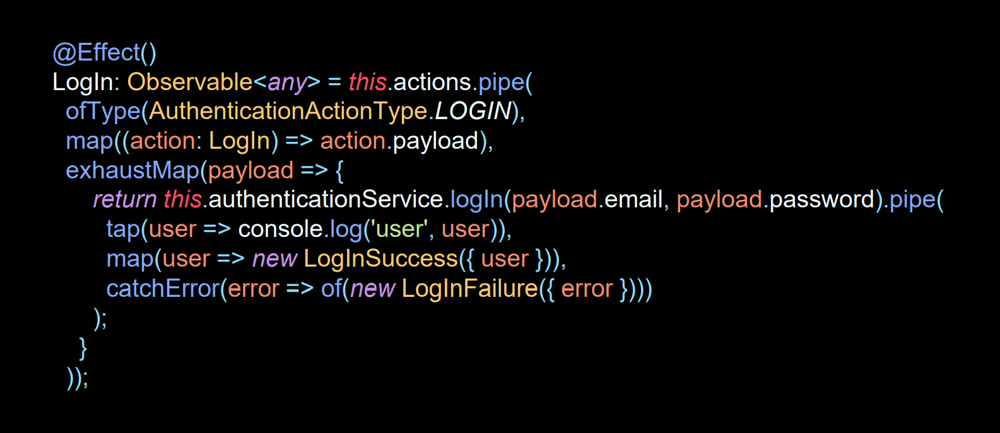 @Effect()
LogIn: Observable<any> = this.actions.pipe(
ofType(AuthenticationActionType.LOGIN),
map((action: LogIn) => action.payload),
exhaustMap(payload => {
return this.authenticationService.logIn(payload.email, payload.password).pipe(
tap(user => console.log('user', user)),
map(user => new LogInSuccess({ user })),
catchError(error => of(new LogInFailure({ error })))
);
}
));